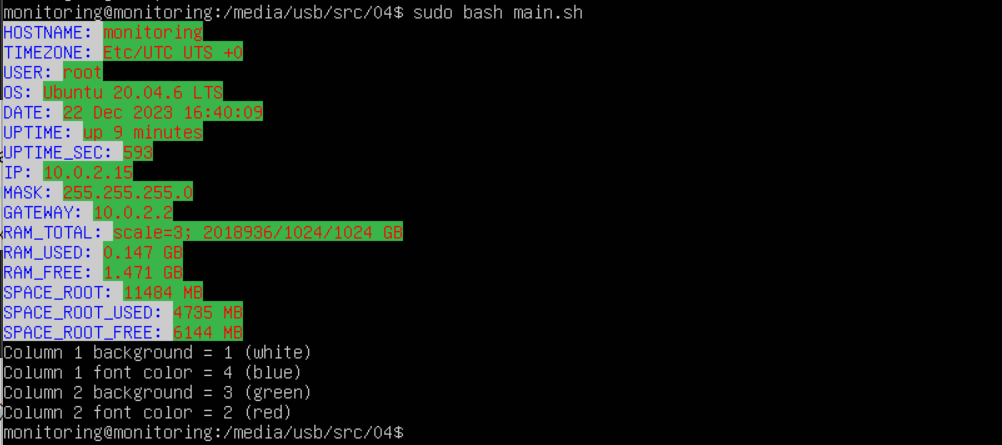 monitoring@monitoring:/media/usb/src/04$ sudo bash main.sh
HOSTNAME: monitoring
TIMEZONE: Etc/UTC UTS +0
USER: root
OS: Ubuntu 20.04.6 LTS
DATE: 22 Dec 2023 16:40:09
UPTIME: up 9 minutes
UPTIME_SEC: 593
IP: 10.0.2.15
MASK: 255.255.255.0
GATEWAY: 10.0.2.2
RAM_TOTAL: scale=3; 2018936/1024/1024 GB
RAM_USED: 0.147 GB
RAM_FREE: 1.471 GB
SPACE_ROOT: 11484 MB
SPACE_ROOT_USED: 4735 MB
SPACE_ROOT_FREE: 6144 MB
Column 1 background = 1 (white)
Column 1 font color = 4 (blue)
Column 2 background = 3 (green)
Column 2 font color = 2 (red)
monitoring@monitoring:/media/usb/src/04$